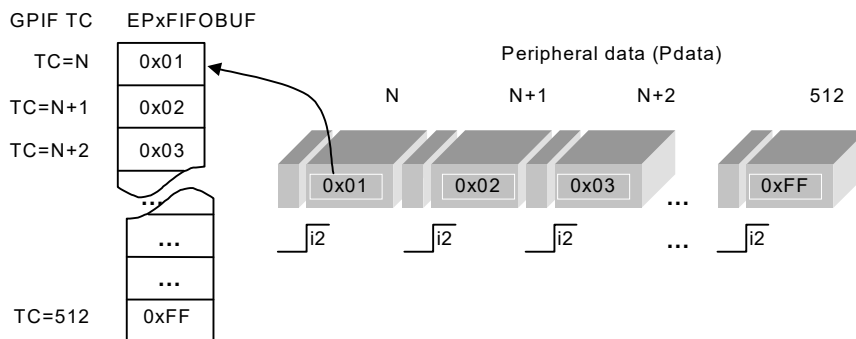 GPIF TC EPxFIFOBUF
Peripheral data (Pdata)
TC=N 0x01
N N+1 N+2 512
TC=N+1 0x02
TC=N+2 0x03
0x01 0x02 0x03 ... 0xFF
...
i2 i2 i2 ... i2
...
...
TC=512 0xFF